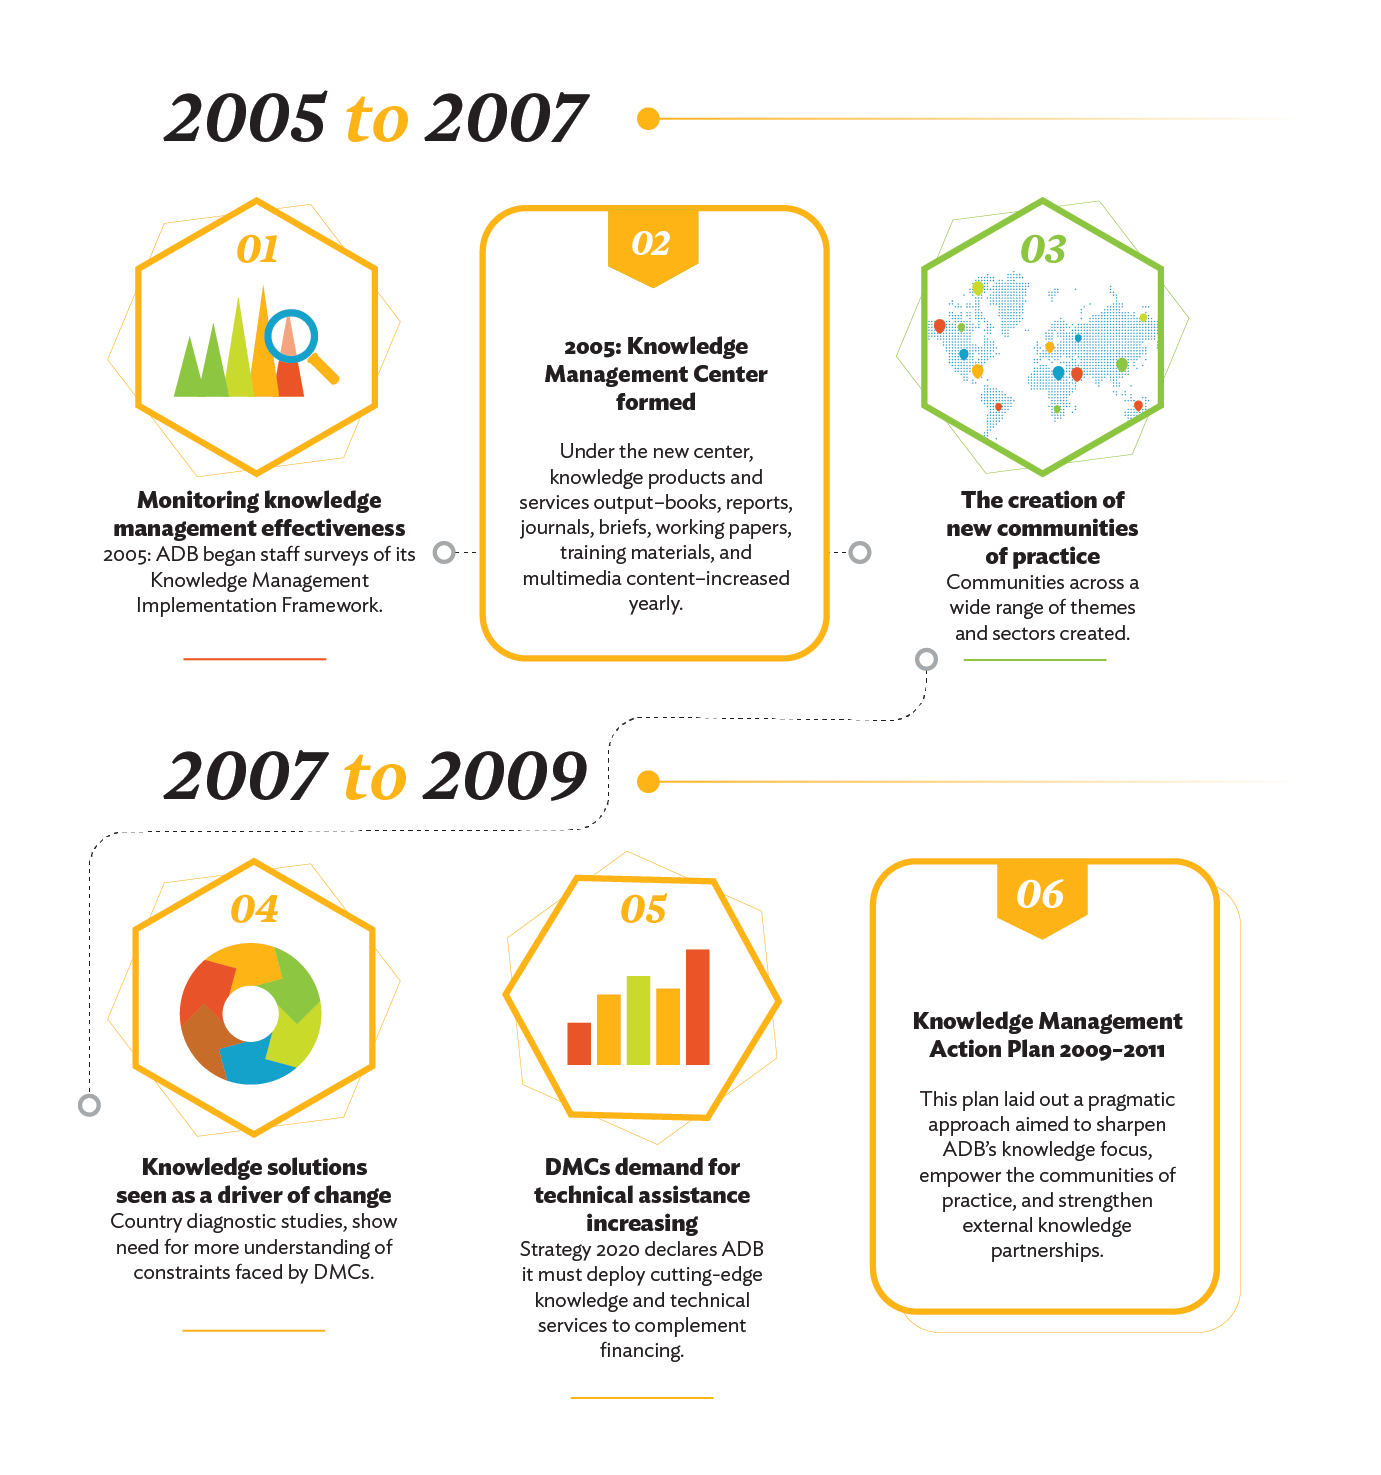 2005 to 2007
01
Monitoring knowledge
management effectiveness
2005: ADB began staff surveys of its
Knowledge Management
Implementation Framework.
02
2005: Knowledge
Management Center
formed
Under the new center,
knowledge products and
services output–books, reports,
journals, briefs, working papers,
training materials, and
multimedia content–increased
yearly.
03
The creation of
new communities
of practice
Communities across a
wide range of themes
and sectors created.
2007 to 2009
04
Knowledge solutions
seen as a driver of change
Country diagnostic studies, show
need for more understanding of
constraints faced by DMCs.
05
DMCs demand for
technical assistance
increasing
Strategy 2020 declares ADB
it must deploy cutting-edge
knowledge and technical
services to complement
financing.
06
Knowledge Management
Action Plan 2009–2011
This plan laid out a pragmatic
approach aimed to sharpen
ADB’s knowledge focus,
empower the communities of
practice, and strengthen
external knowledge
partnerships.